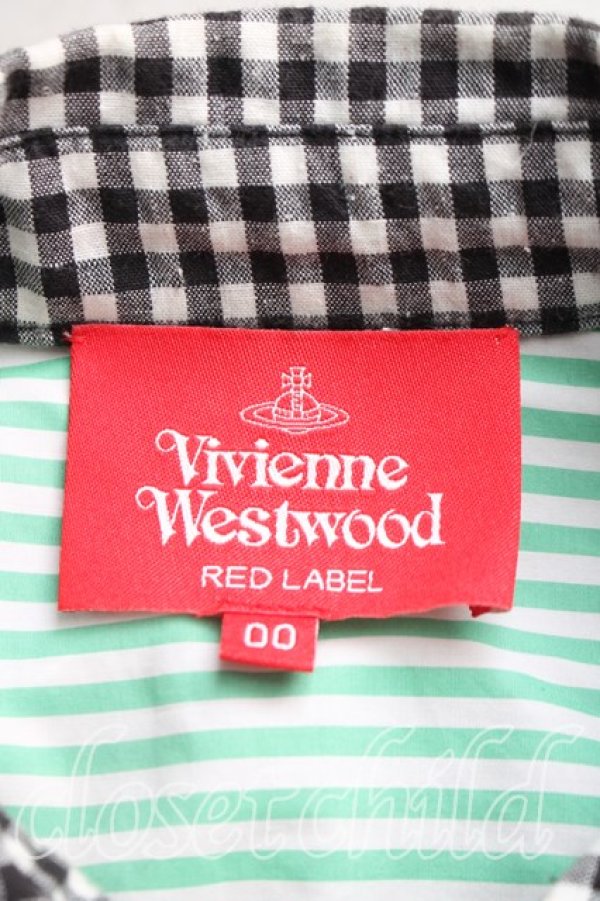 Vivienne
Westwood
RED LABEL
00
closetchild